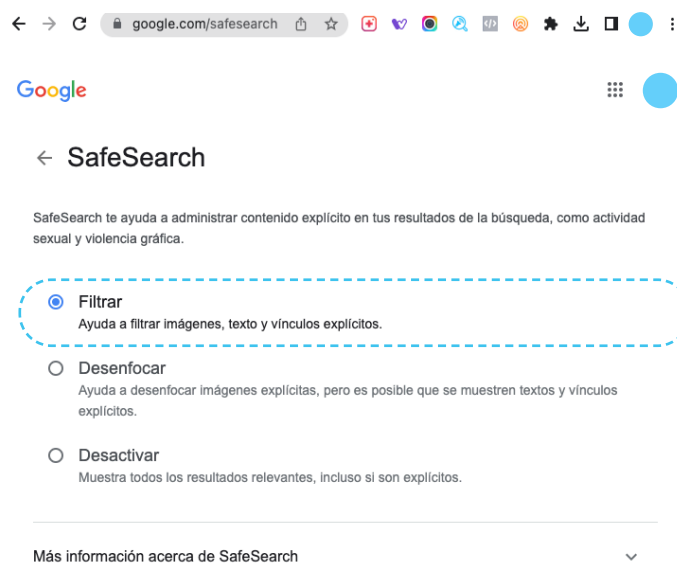 google.com/safesearch
Google
SafeSearch
SafeSearch te ayuda a administrar contenido explícito en tus resultados de la búsqueda, como actividad
sexual y violencia gráfica.
Filtrar
Ayuda a filtrar imágenes, texto y vínculos explícitos.
Desenfocar
Ayuda a desenfocar imágenes explícitas, pero es posible que se muestren textos y vínculos
explícitos.
Desactivar
Muestra todos los resultados relevantes, incluso si son explícitos.
Más información acerca de SafeSearch